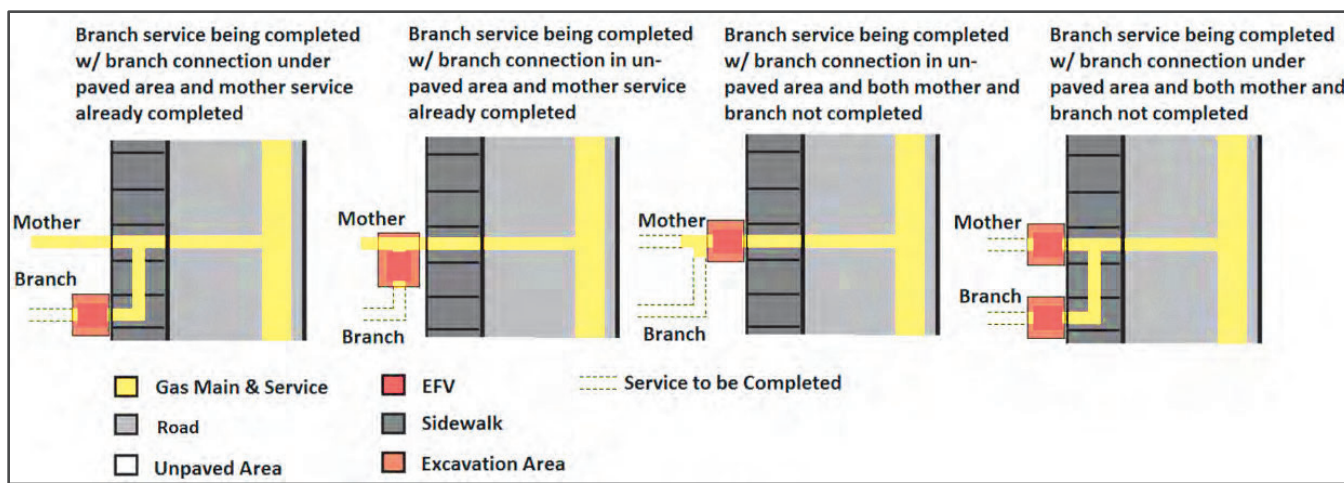 Branch service being completed
w/ branch connection under
paved area and mother service
already completed
Branch service being completed
w/ branch connection in un-
paved area and mother service
already completed
Branch service being completed
w/ branch connection in un-
paved area and both mother and
branch not completed
Branch service being completed
w/ branch connection under
paved area and both mother and
branch not completed
Mother
Branch
Mother
Branch
Mother
Branch
Mother
Branch
Gas Main & Service
EFV
Service to be Completed
Road
Sidewalk
Unpaved Area
Excavation Area